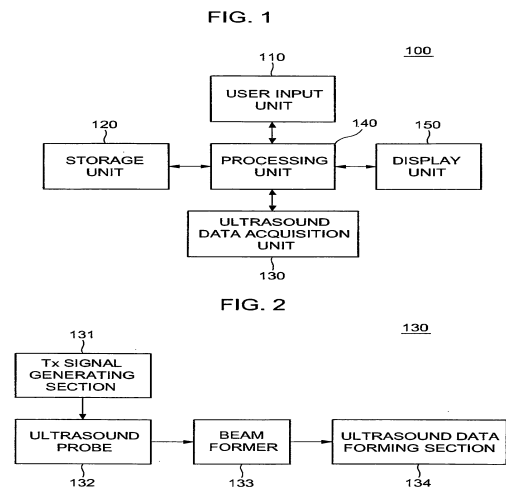 FIG. 1
100
110
USER INPUT
UNIT
120
140
150
STORAGE
UNIT
PROCESSING
UNIT
DISPLAY
UNIT
ULTRASOUND
DATA ACQUISITION
UNIT
130
FIG. 2
130
131
Tx SIGNAL
GENERATING
SECTION
ULTRASOUND
PROBE
BEAM
FORMER
ULTRASOUND DATA
FORMING SECTION
132
133
134